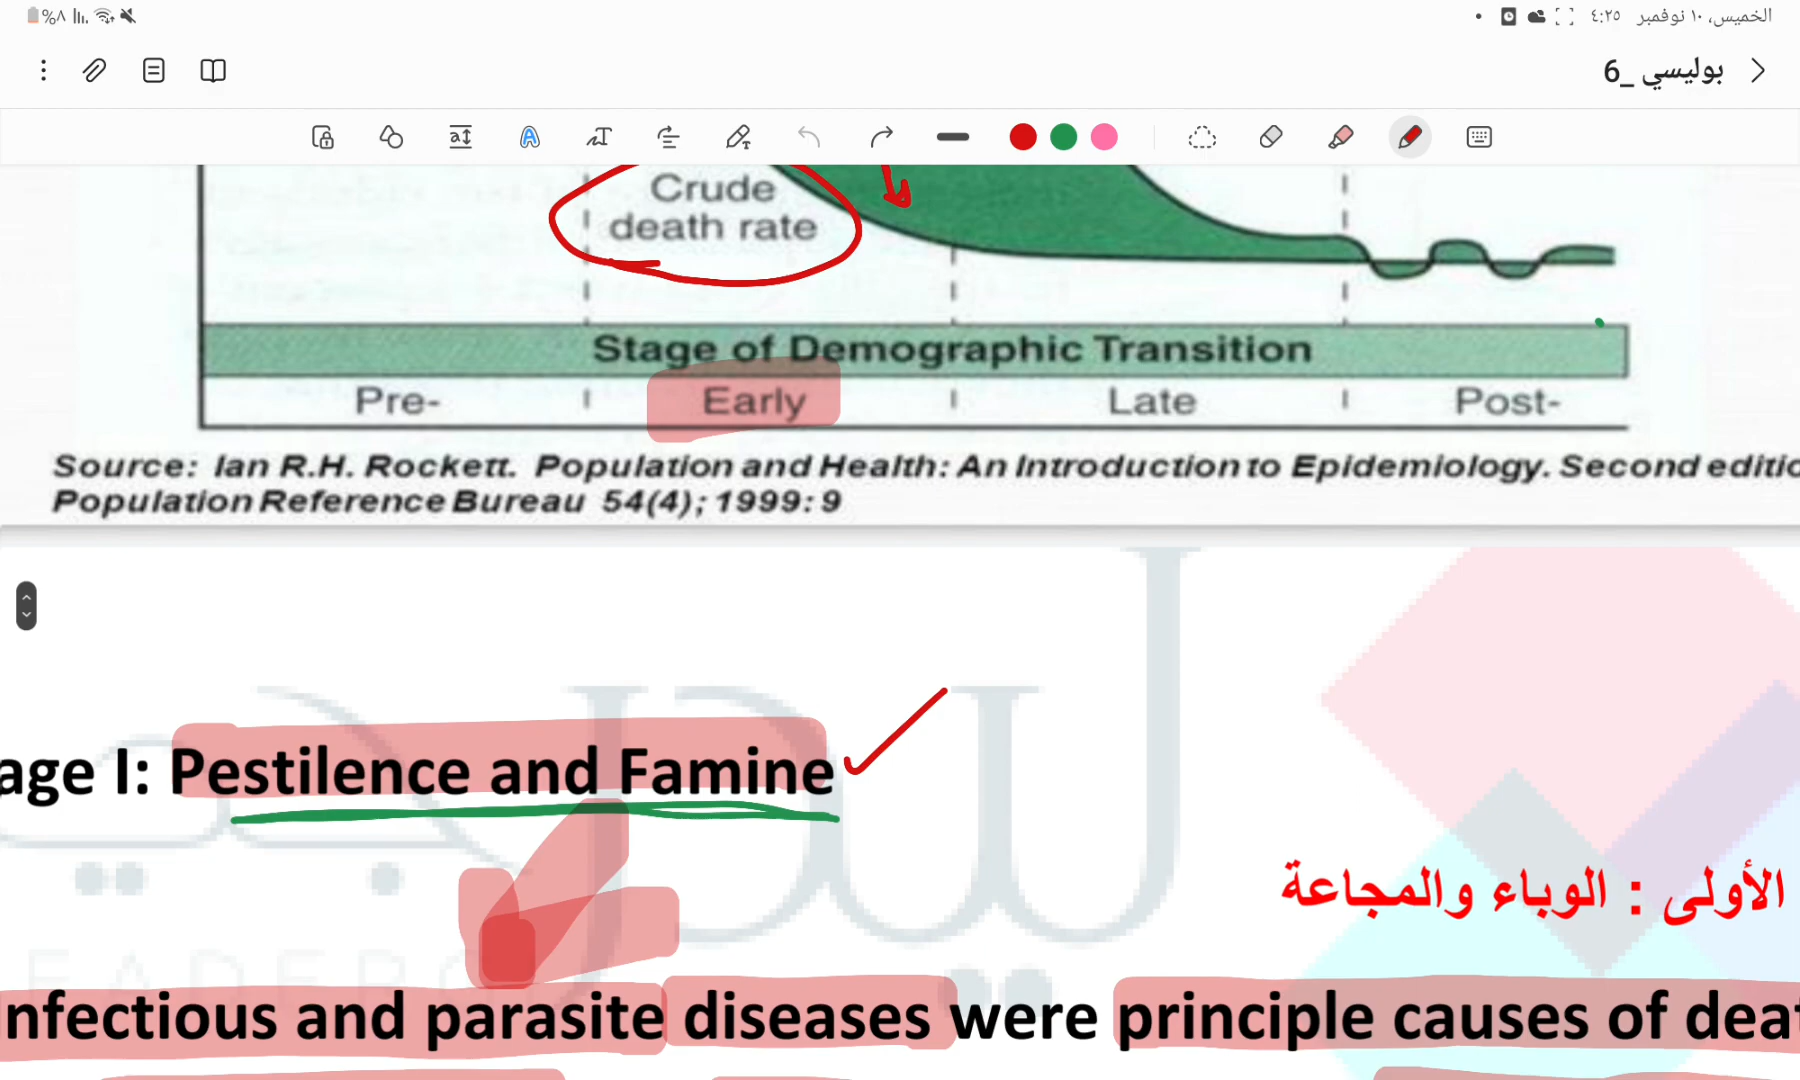 %٨
الخميس، ١٠ نوفمبر ٤:٢٥
بوليسي _6
Crude
death rate
Stage of Demographic Transition
Pre- Early Late Post-
Source: Ian R.H. Rockett. Population and Health: An Introduction to Epidemiology. Second editio
Population Reference Bureau 54(4); 1999: 9
age I: Pestilence and Famine
الأولى : الوباء والمجاعة
nfectious and parasite diseases were principle causes of deat